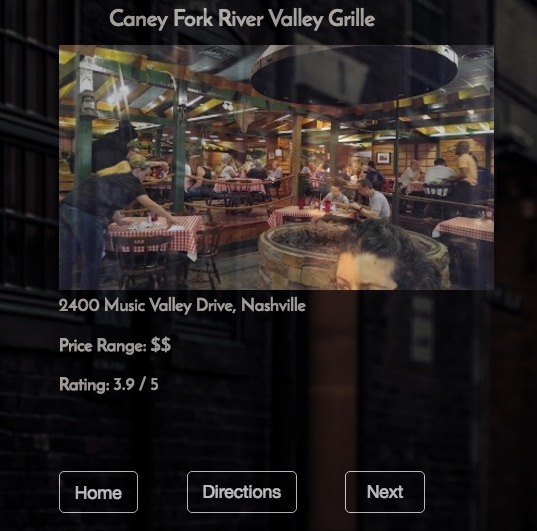 Caney Fork River Valley Grille
2400 Music Valley Drive, Nashville
Price Range: $$
Rating: 3.9 / 5
Home Directions Next